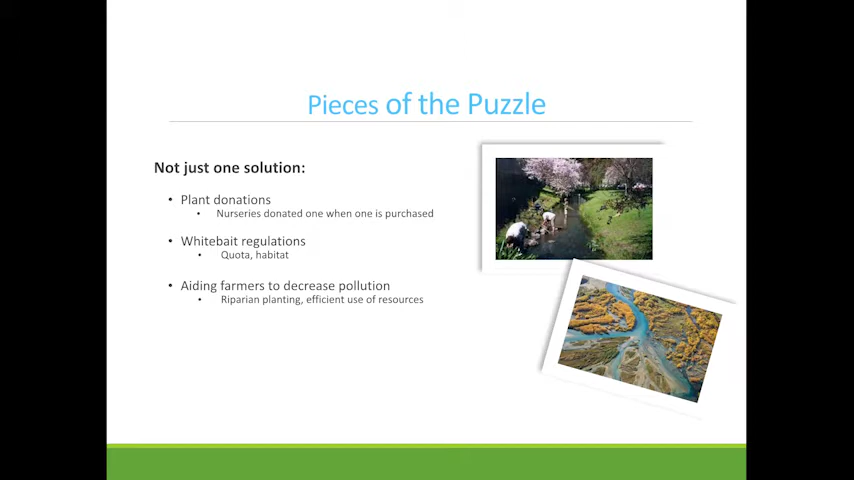 Pieces of the Puzzle
Not just one solution:
• Plant donations
• Nurseries donated one when one is purchased
• Whitebait regulations
• Quota, habitat
• Aiding farmers to decrease pollution
• Riparian planting, efficient use of resources